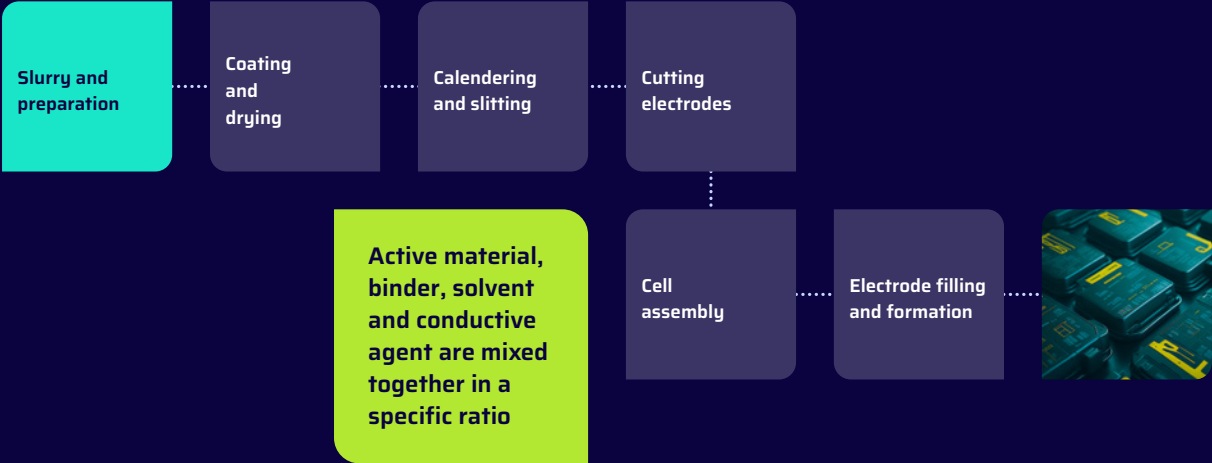 Slurry and
preparation
Coating
and
drying
Calendering
and slitting
Cutting
electrodes
Active material,
binder, solvent
and conductive
agent are mixed
together in a
specific ratio
Cell
assembly
Electrode filling
and formation